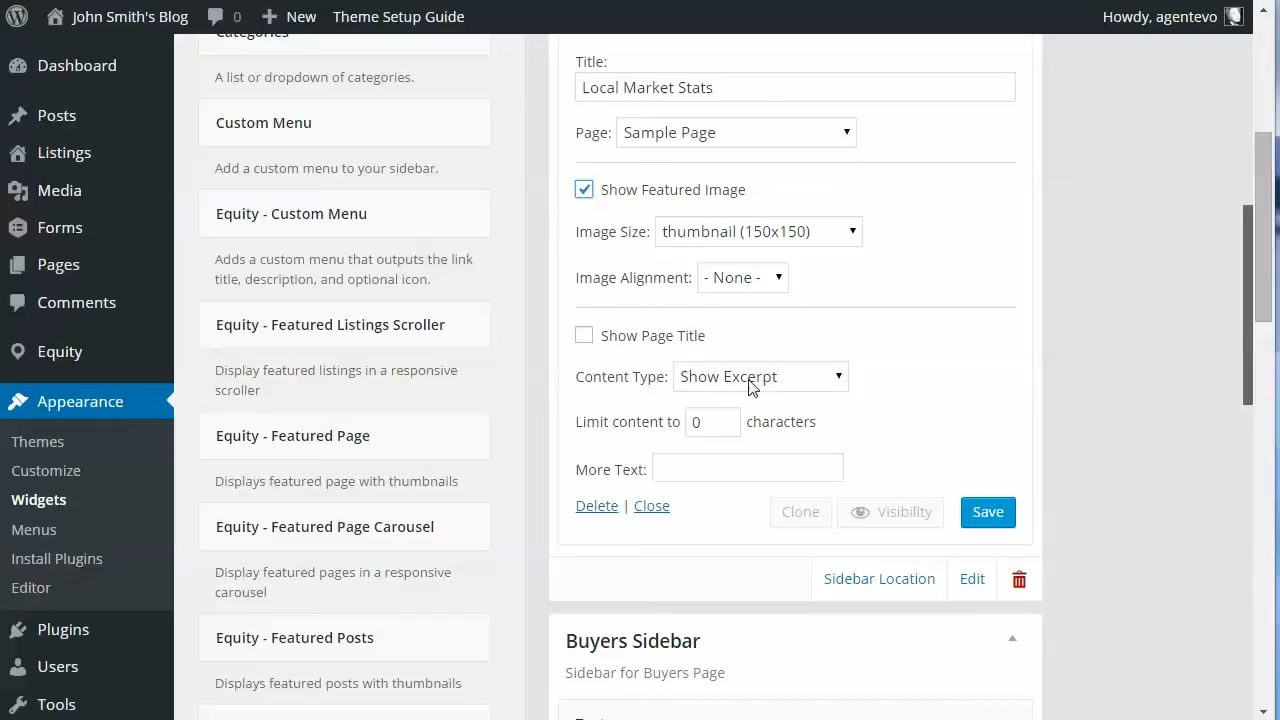 John Smith's Blog 0 New Theme Setup Guide Howdy, agentevo
Dashboard
Posts
Listings
Media
Forms
Pages
Comments
Equity
Appearance
Themes
Customize
Widgets
Menus
Install Plugins
Editor
Plugins
Users
Tools
Categories
A list or dropdown of categories.
Custom Menu
Add a custom menu to your sidebar.
Equity - Custom Menu
Adds a custom menu that outputs the link
title, description, and optional icon.
Equity - Featured Listings Scroller
Display featured listings in a responsive
scroller
Equity - Featured Page
Displays featured page with thumbnails
Equity - Featured Page Carousel
Display featured pages in a responsive
carousel
Equity - Featured Posts
Displays featured posts with thumbnails
Title:
Local Market Stats
Page: Sample Page
Show Featured Image
Image Size: thumbnail (150x150)
Image Alignment: - None -
Show Page Title
Content Type: Show Excerpt
Limit content to 0 characters
More Text:
Delete | Close Clone Visibility Save
Sidebar Location Edit
Buyers Sidebar
Sidebar for Buyers Page